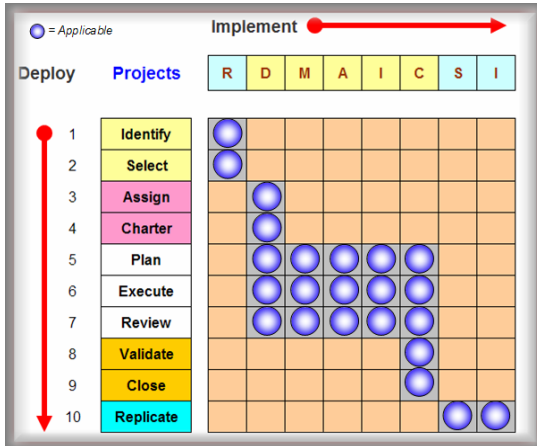 Implement
= Applicable
Deploy Projects R D M A I C S I
1 Identify
2 Select
3 Assign
4 Charter
5 Plan
6 Execute
7 Review
8 Validate
9 Close
10 Replicate